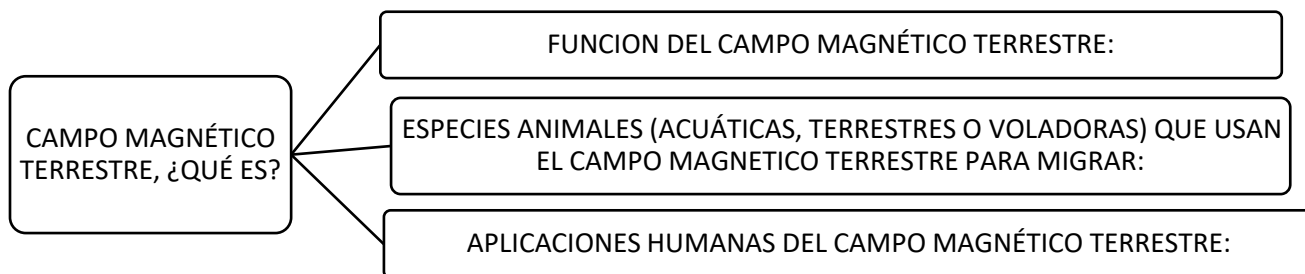 CAMPO MAGNÉTICO
TERRESTRE, ¿QUÉ ES?
FUNCION DEL CAMPO MAGNÉTICO TERRESTRE:
ESPECIES ANIMALES (ACUÁTICAS, TERRESTRES O VOLADORAS) QUE USAN
EL CAMPO MAGNETICO TERRESTRE PARA MIGRAR:
APLICACIONES HUMANAS DEL CAMPO MAGNÉTICO TERRESTRE: